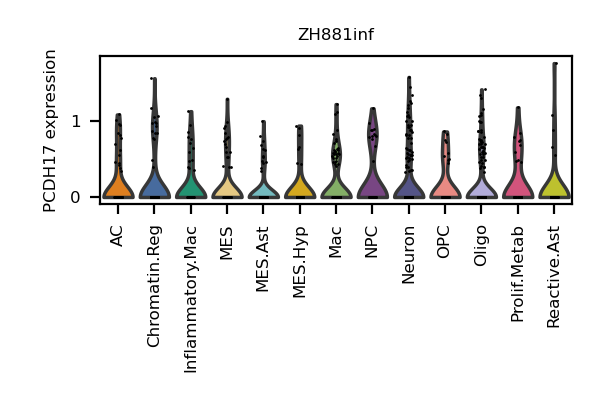 ZH881inf
PCDH17 expression
1
0
AC
Chromatin.Reg
Inflammatory.Mac
MES
MES.Ast
MES.Hyp
Mac
NPC
Neuron
OPC
Oligo
Prolif.Metab
Reactive.Ast